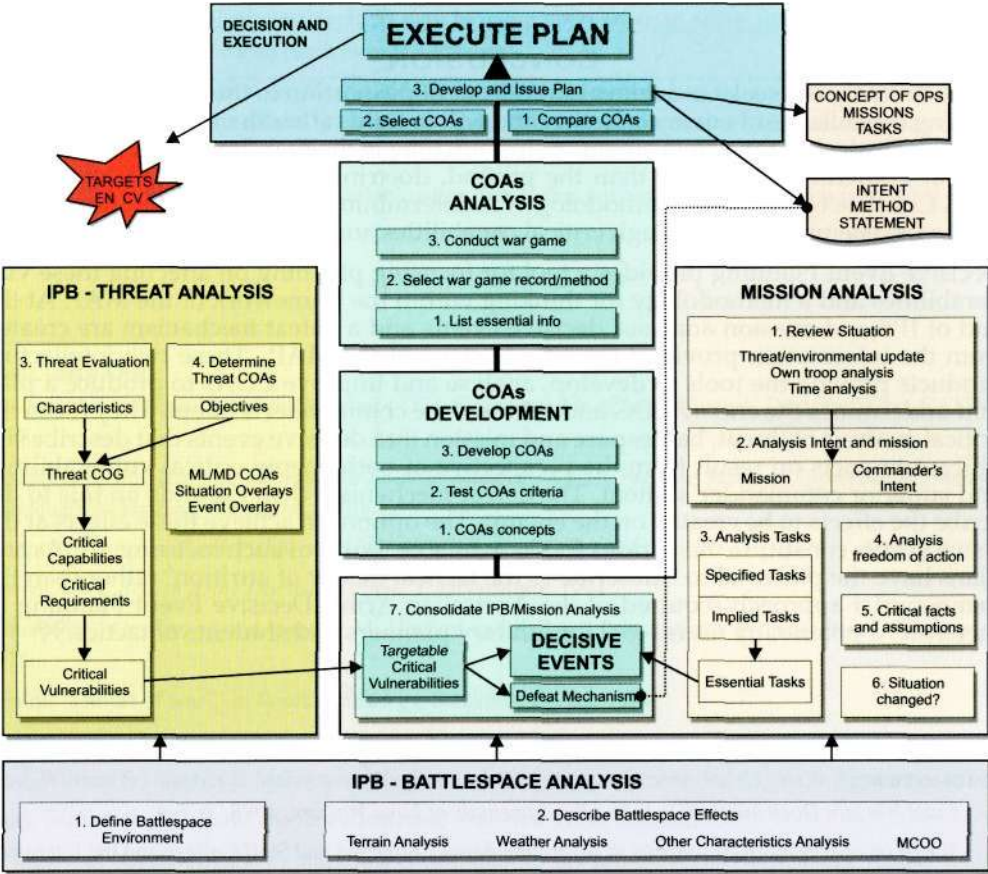 DECISION AND
EXECUTION
EXECUTE PLAN
3. Develop and Issue Plan
2. Select COAs
1. Compare COAs
CONCEPT OF OPS
MISSIONS
TASKS
INTENT
METHOD
STATEMENT
TARGETS
EN CV
COAs
ANALYSIS
3. Conduct war game
2. Select war game record/method
1. List essential info
COAs
DEVELOPMENT
3. Develop COAs
2. Test COAs criteria
1. COAs concepts
IPB - THREAT ANALYSIS
3. Threat Evaluation
Characteristics
Threat COG
Critical
Capabilities
Critical
Requirements
Critical
Vulnerabilities
4. Determine
Threat COAs
Objectives
ML/MD COAs
Situation Overlays
Event Overlay
MISSION ANALYSIS
1. Review Situation
Threat/environmental update
Own troop analysis
Time analysis
2. Analysis Intent and mission
Mission
Commander's
Intent
3. Analysis Tasks
Specified Tasks
Implied Tasks
Essential Tasks
4. Analysis
freedom of action
5. Critical facts
and assumptions
6. Situation
changed?
7. Consolidate IPB/Mission Analysis
Targetable
Critical
Vulnerabilities
DECISIVE
EVENTS
Defeat Mechanism
IPB - BATTLESPACE ANALYSIS
1. Define Battlespace
Environment
2. Describe Battlespace Effects
Terrain Analysis
Weather Analysis
Other Characteristics Analysis
MCOO